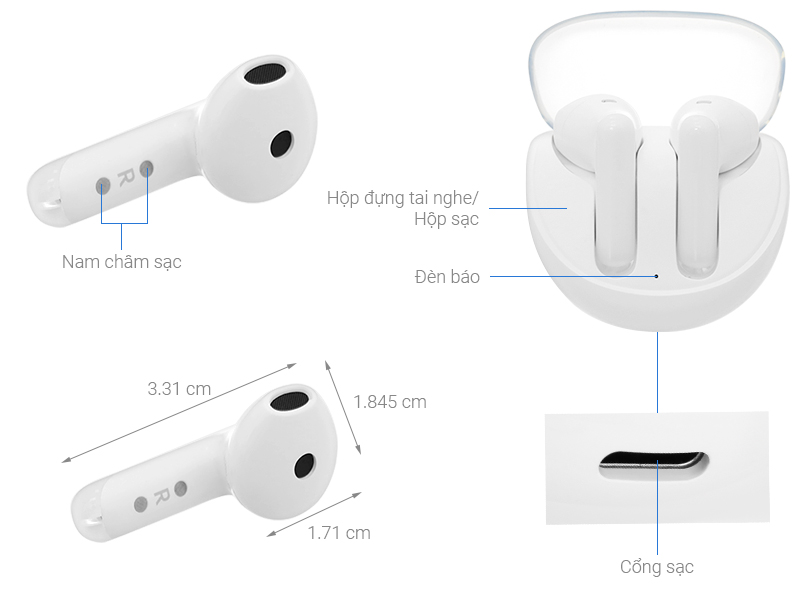 R
Nam châm sạc
Hộp đựng tai nghe/
Hộp sạc
Đèn báo
3.31 cm
1.845 cm
R
1.71 cm
Cổng sạc